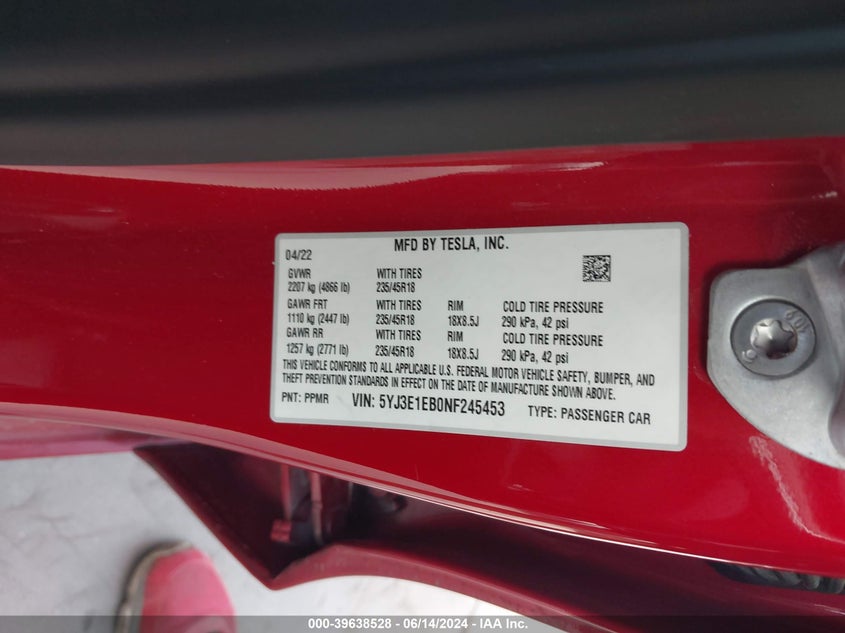 MFD BY TESLA, INC.
04/22
GVWR WITH TIRES
2207 kg (4866 lb) 235/45R18
GAWR FRT WITH TIRES RIM COLD TIRE PRESSURE
1110 kg (2447 lb) 235/45R18 18X8.5J 290 kPa, 42 psi
GAWR RR WITH TIRES RIM COLD TIRE PRESSURE
1257 kg (2771 lb) 235/45R18 18X8.5J 290 kPa, 42 psi
THIS VEHICLE CONFORMS TO ALL APPLICABLE U.S. FEDERAL MOTOR VEHICLE SAFETY, BUMPER, AND
THEFT PREVENTION STANDARDS IN EFFECT ON THE DATE OF MANUFACTURE SHOWN ABOVE.
PNT: PPMR VIN: 5YJ3E1EB0NF245453 TYPE: PASSENGER CAR
000-39638528 - 06/14/2024 - IAA Inc.